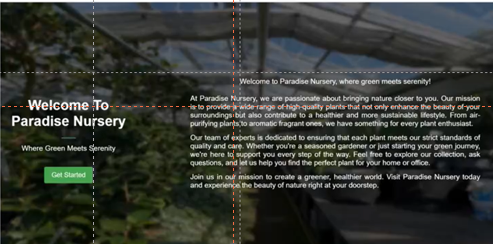 Welcome To
Paradise Nursery
Where Green Meets Serenity
Get Started
Welcome to Paradise Nursery, where green meets serenity!
At Paradise Nursery, we are passionate about bringing nature closer to you. Our mission
is to provide a wide range of high-quality plants that not only enhance the beauty of your
surroundings but also contribute to a healthier and more sustainable lifestyle. From air-
purifying plants to aromatic fragrant ones, we have something for every plant enthusiast.
Our team of experts is dedicated to ensuring that each plant meets our strict standards of
quality and care. Whether you're a seasoned gardener or just starting your green journey,
we're here to support you every step of the way. Feel free to explore our collection, ask
questions, and let us help you find the perfect plant for your home or office.
Join us in our mission to create a greener, healthier world. Visit Paradise Nursery today
and experience the beauty of nature right at your doorstep.